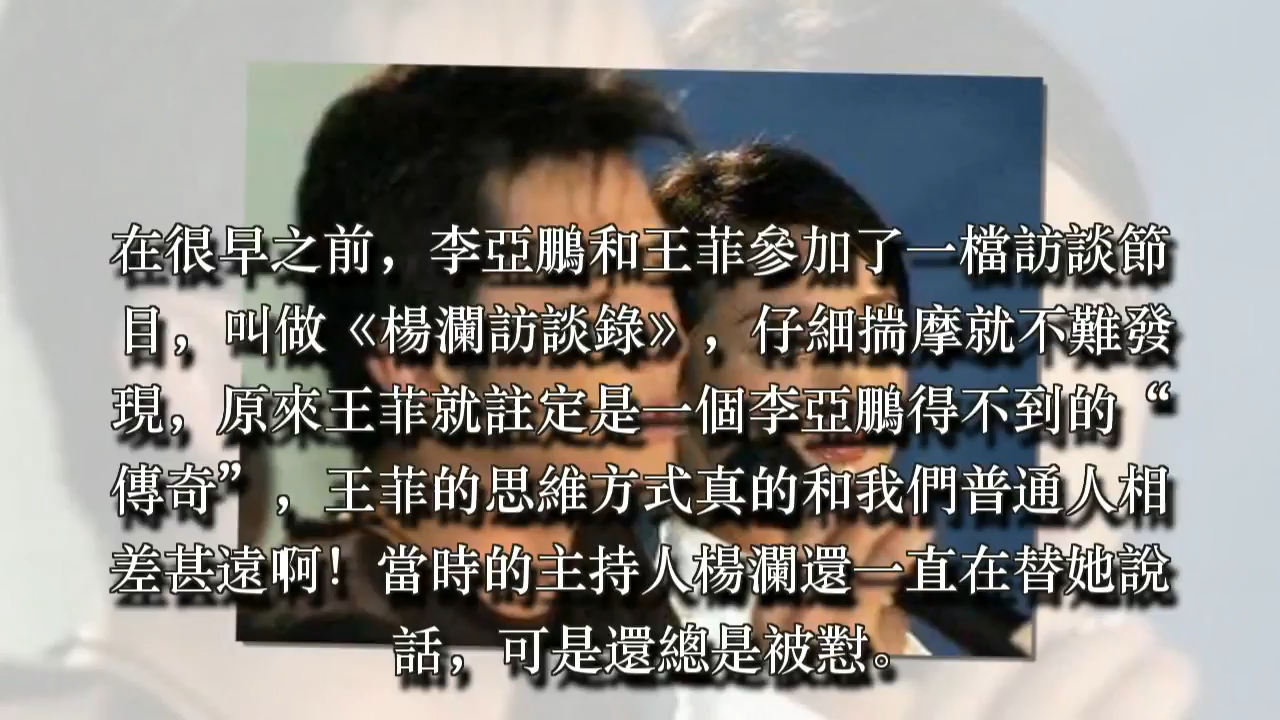 在很早之前，李亞鵬和王菲參加了一檔訪談節
目，叫做《楊瀾訪談錄》，仔細揣摩就不難發
現，原來王菲就註定是一個李亞鵬得不到的“
傳奇”，王菲的思維方式真的和我們普通人相
差甚遠啊！當時的主持人楊瀾還一直在替她說
話，可是還總是被懟。